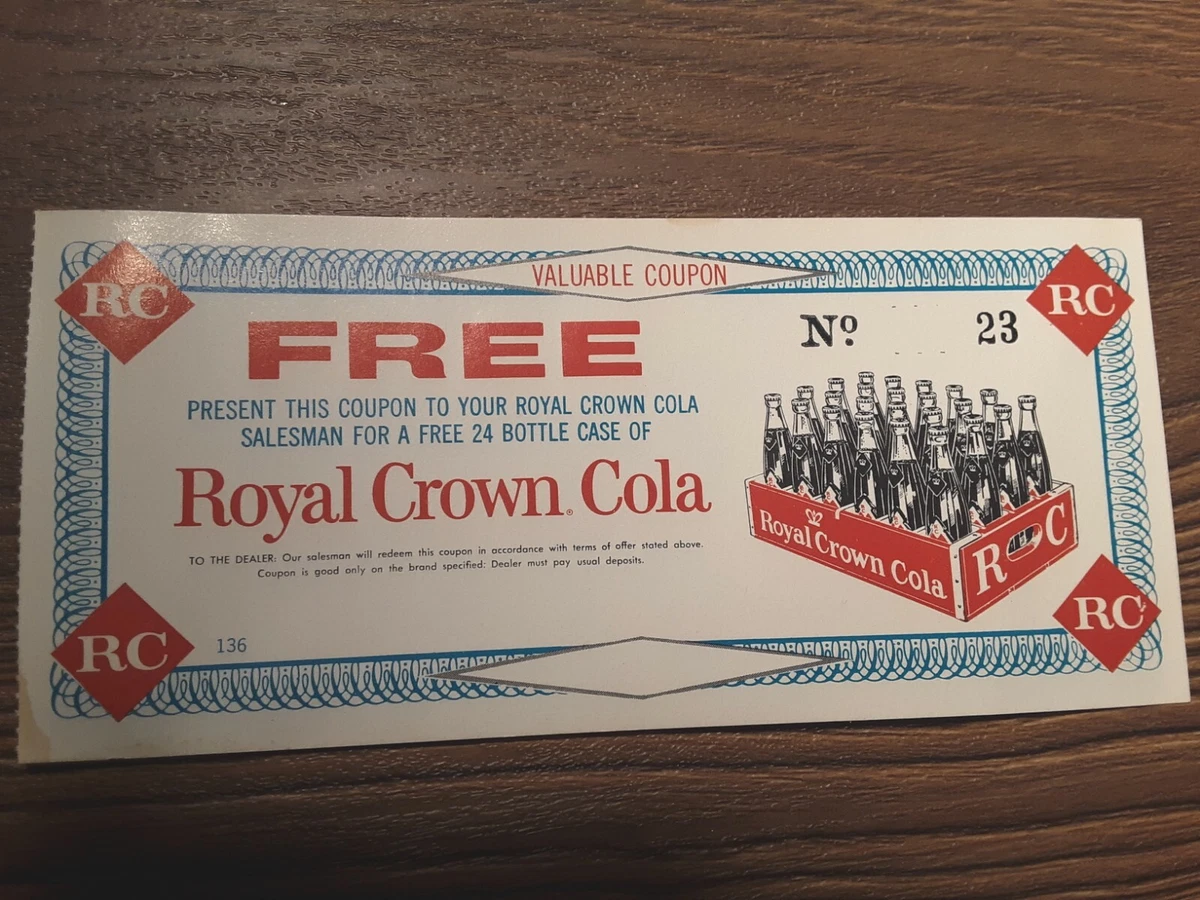 VALUABLE COUPON
RC
RC
FREE
Nº 23
PRESENT THIS COUPON TO YOUR ROYAL CROWN COLA
SALESMAN FOR A FREE 24 BOTTLE CASE OF
Royal Crown® Cola
Royal Crown Cola
R C
TO THE DEALER: Our salesman will redeem this coupon in accordance with terms of offer stated above.
Coupon is good only on the brand specified: Dealer must pay usual deposits.
RC
136
RC